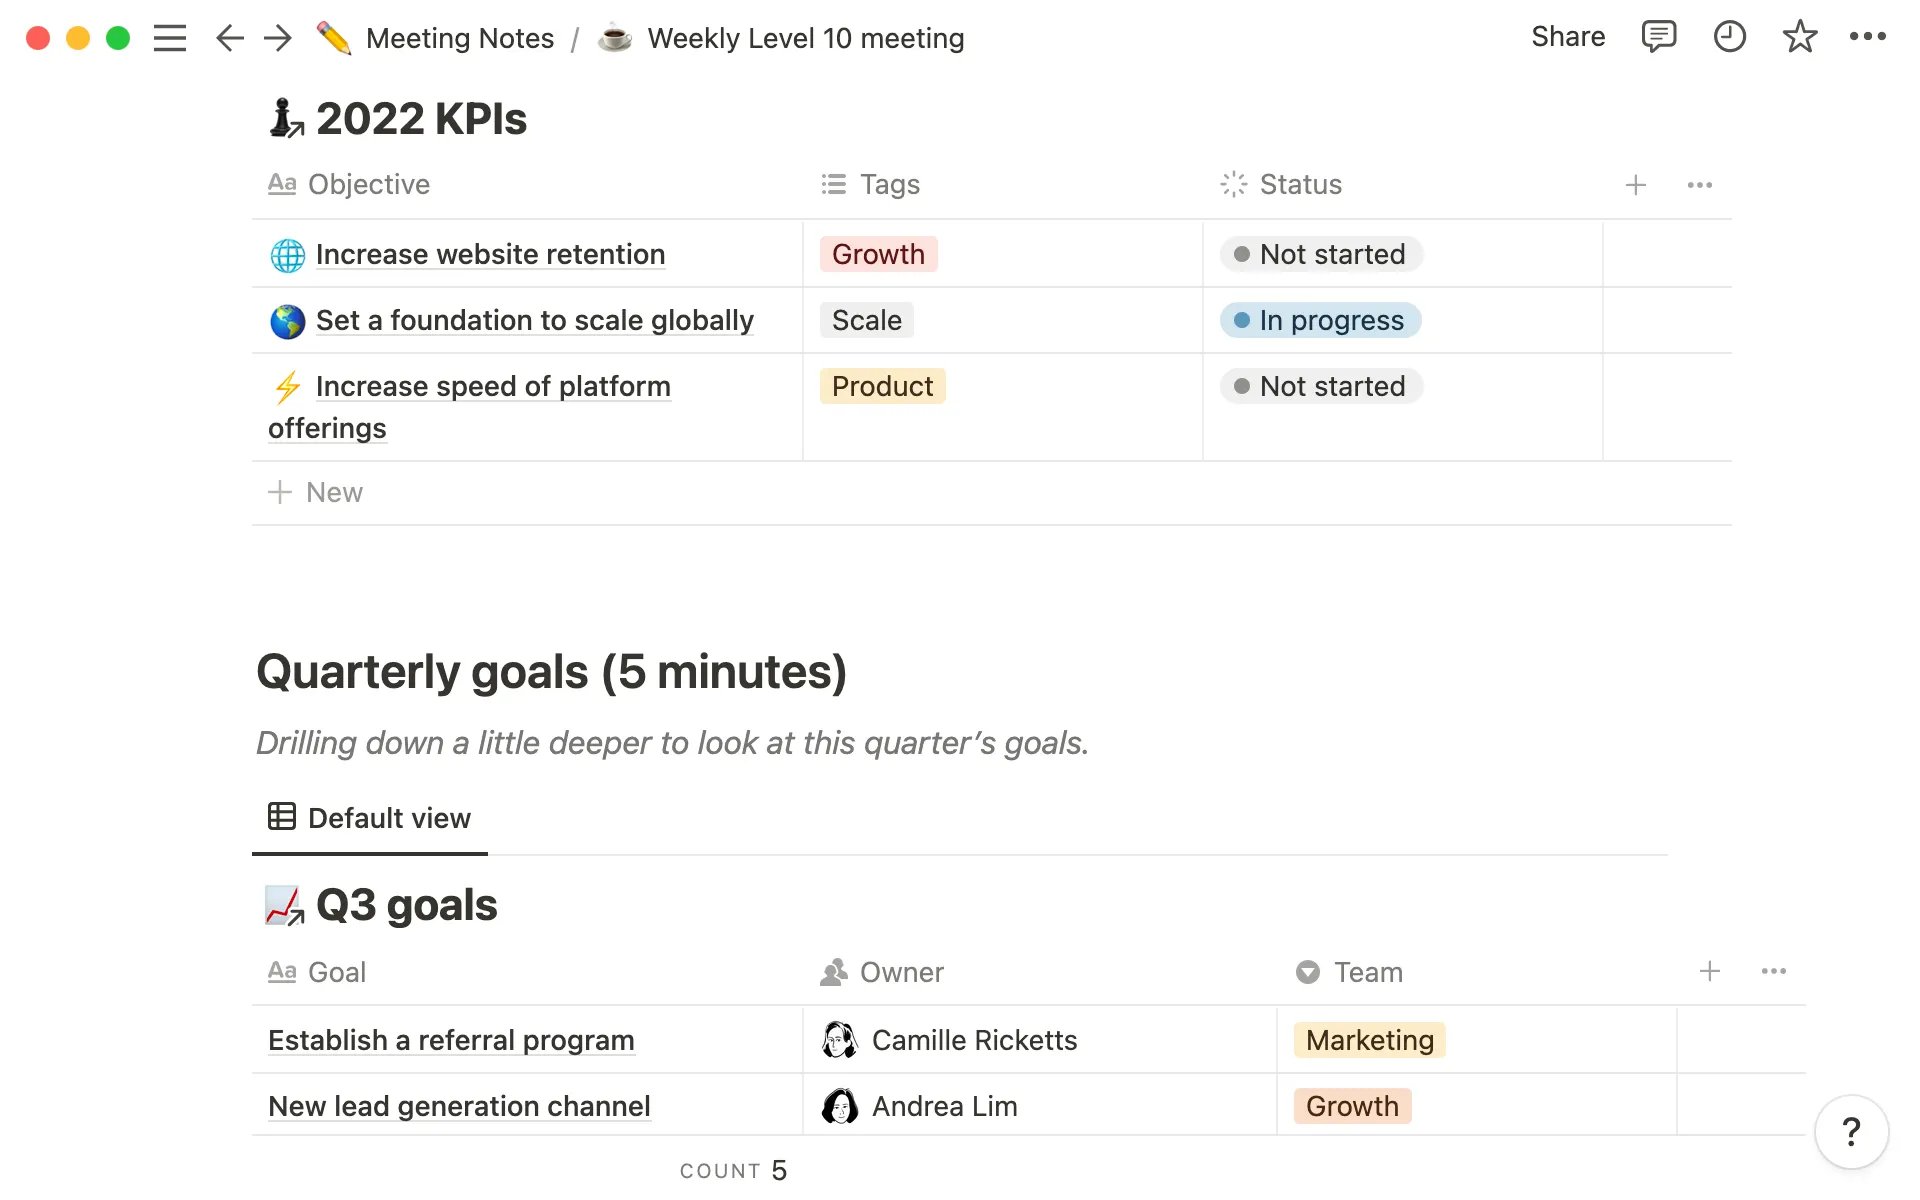 Meeting Notes / Weekly Level 10 meeting
Share
2022 KPIs
Aa Objective
Tags
Status
Increase website retention
Growth
Not started
Set a foundation to scale globally
Scale
In progress
Increase speed of platform
offerings
Product
Not started
New
Quarterly goals (5 minutes)
Drilling down a little deeper to look at this quarter’s goals.
Default view
Q3 goals
Aa Goal
Owner
Team
Establish a referral program
Camille Ricketts
Marketing
New lead generation channel
Andrea Lim
Growth
?
COUNT 5